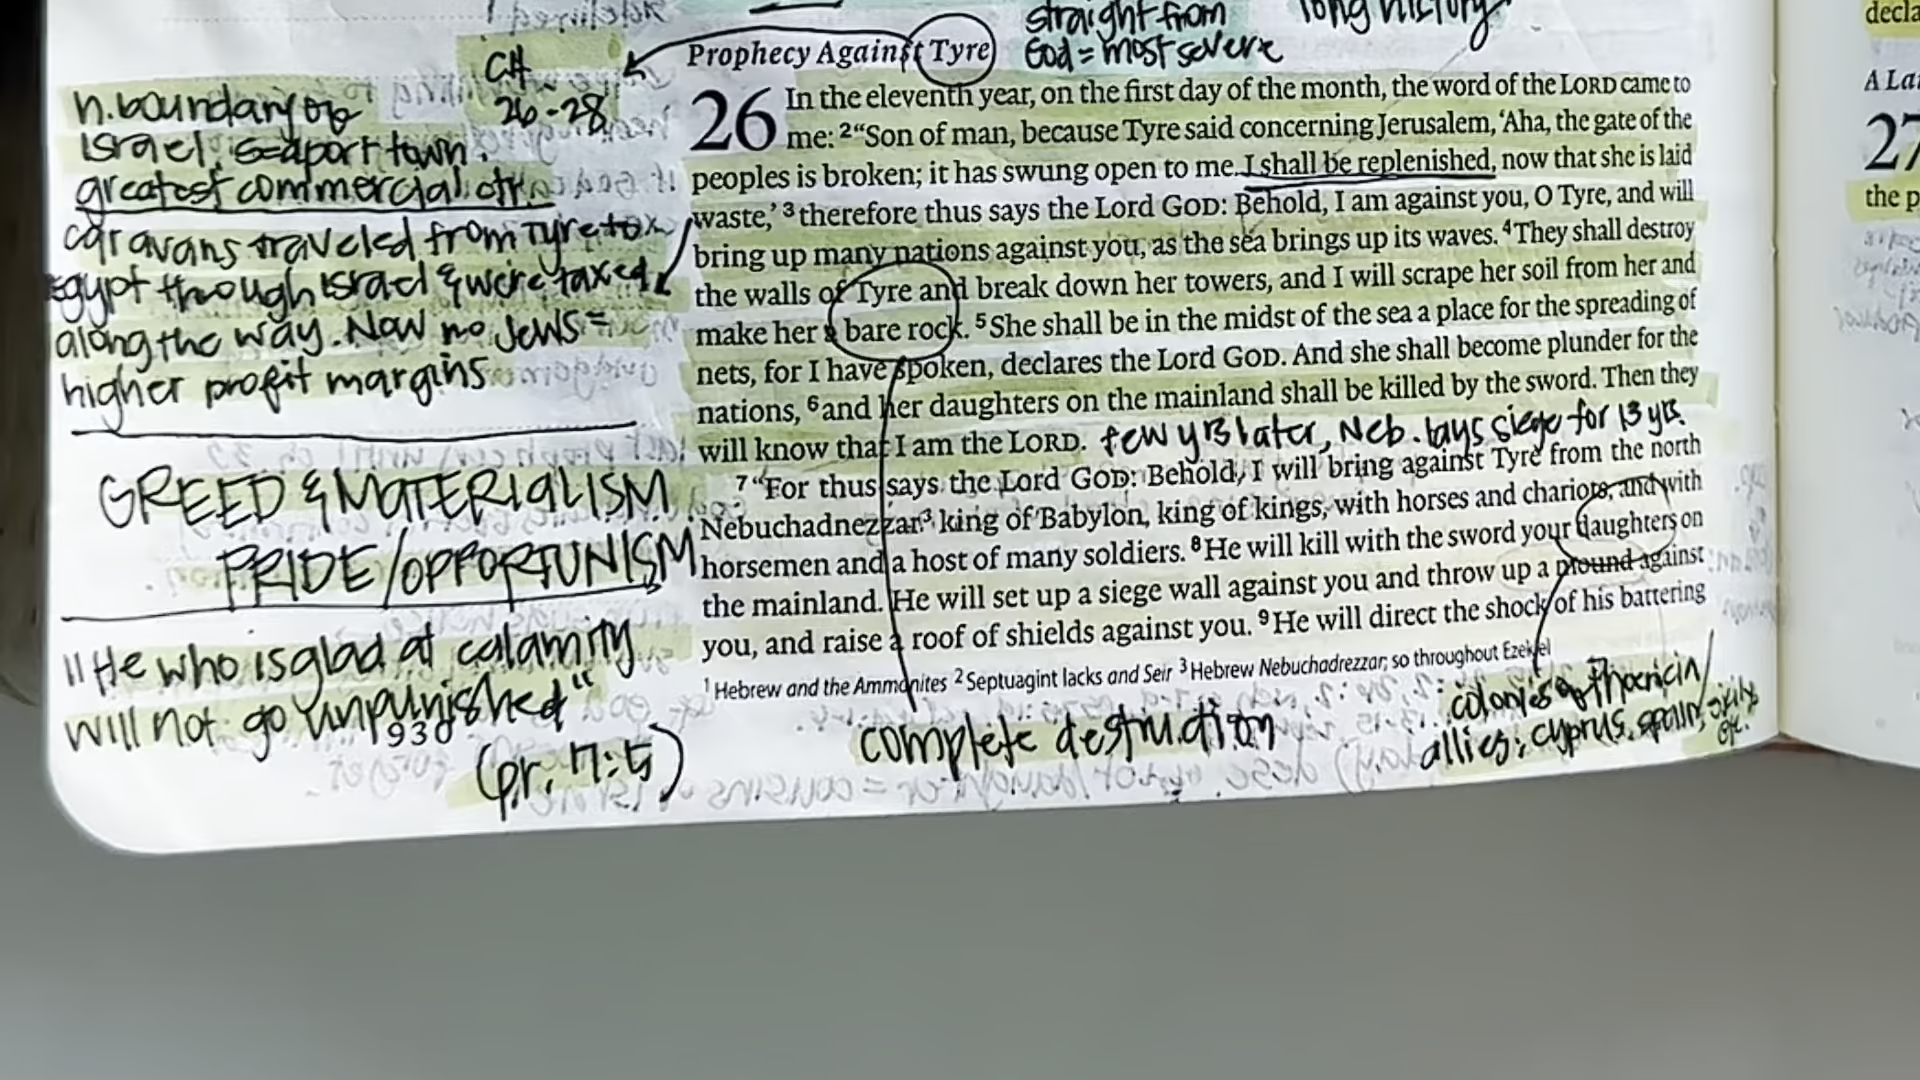 straight from
God = most severe
long history
Prophecy Against Tyre
CH
26-28
n. boundary of
Israel; seaport town.
greatest commercial ctr.
caravans traveled from Tyre to
Egypt through Israel & were taxed
along the way. Now no Jews =
higher profit margins
GREED & MATERIALISM
PRIDE/OPPORTUNISM
"He who is glad at calamity
will not go unpunished"
930
(pr. 17:5)
26 In the eleventh year, on the first day of the month, the word of the LORD came to
me: 2 “Son of man, because Tyre said concerning Jerusalem, ‘Aha, the gate of the
peoples is broken; it has swung open to me. I shall be replenished, now that she is laid
waste,’ 3 therefore thus says the Lord GOD: Behold, I am against you, O Tyre, and will
bring up many nations against you, as the sea brings up its waves. 4 They shall destroy
the walls of Tyre and break down her towers, and I will scrape her soil from her and
make her a bare rock. 5 She shall be in the midst of the sea a place for the spreading of
nets, for I have spoken, declares the Lord GOD. And she shall become plunder for the
nations, 6 and her daughters on the mainland shall be killed by the sword. Then they
will know that I am the LORD. few yrs later, Neb. lays siege for 13 yrs.
7 “For thus says the Lord GOD: Behold, I will bring against Tyre from the north
Nebuchadnezzar3 king of Babylon, king of kings, with horses and chariots, and with
horsemen and a host of many soldiers. 8 He will kill with the sword your daughters on
the mainland. He will set up a siege wall against you and throw up a mound against
you, and raise a roof of shields against you. 9 He will direct the shock of his battering
1 Hebrew and the Ammonites 2 Septuagint lacks and Seir 3 Hebrew Nebuchadrezzar; so throughout Ezekiel
complete destruction
colonies of Phoenicia/
allies: cyprus, spain, sicily
etc.
decla
A La
27
the p